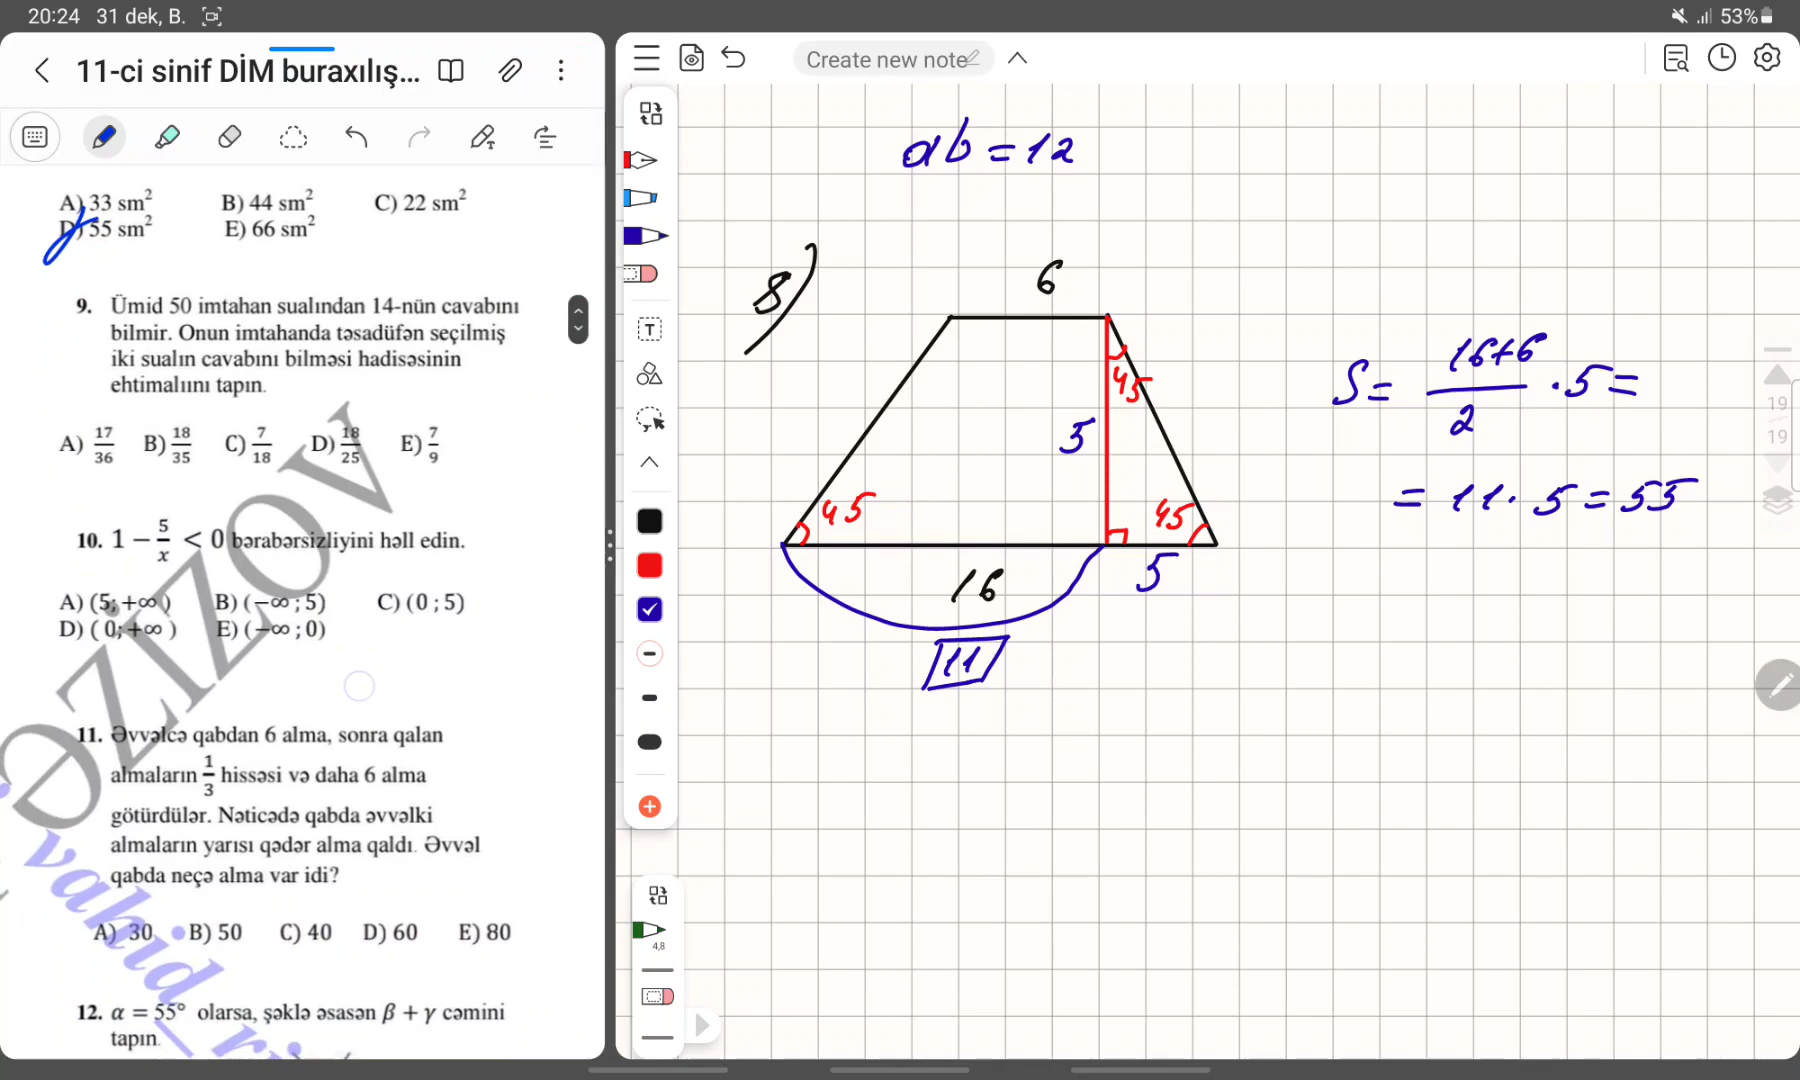 20:24 31 dek, B.
53%
11-ci sinif DİM buraxılış...
Create new note
A) 33 sm²
B) 44 sm²
C) 22 sm²
D) 55 sm²
E) 66 sm²
9. Ümid 50 imtahan sualından 14-nün cavabını
bilmir. Onun imtahanda təsadüfən seçilmiş
iki sualın cavabını bilməsi hadisəsinin
ehtimalını tapın.
A) 17/36 B) 18/35 C) 7/18 D) 18/25 E) 7/9
10. 1 − 5/x < 0 bərabərsizliyini həll edin.
A) (5; +∞) B) (−∞ ; 5) C) (0 ; 5)
D) ( 0; +∞ ) E) (−∞ ; 0)
11. Əvvəlcə qabdan 6 alma, sonra qalan
almaların 1/3 hissəsi və daha 6 alma
götürdülər. Nəticədə qabda əvvəlki
almaların yarısı qədər alma qaldı. Əvvəl
qabda neçə alma var idi?
A) 30 B) 50 C) 40 D) 60 E) 80
12. α = 55° olarsa, şəklə əsasən β + γ cəmini
tapın.
ƏZİZOV
vahid_ri
ab = 12
8)
6
45
5
45
45
16
5
11
S = 16+6/2 · 5 =
= 11 · 5 = 55
T
4,8
19
19